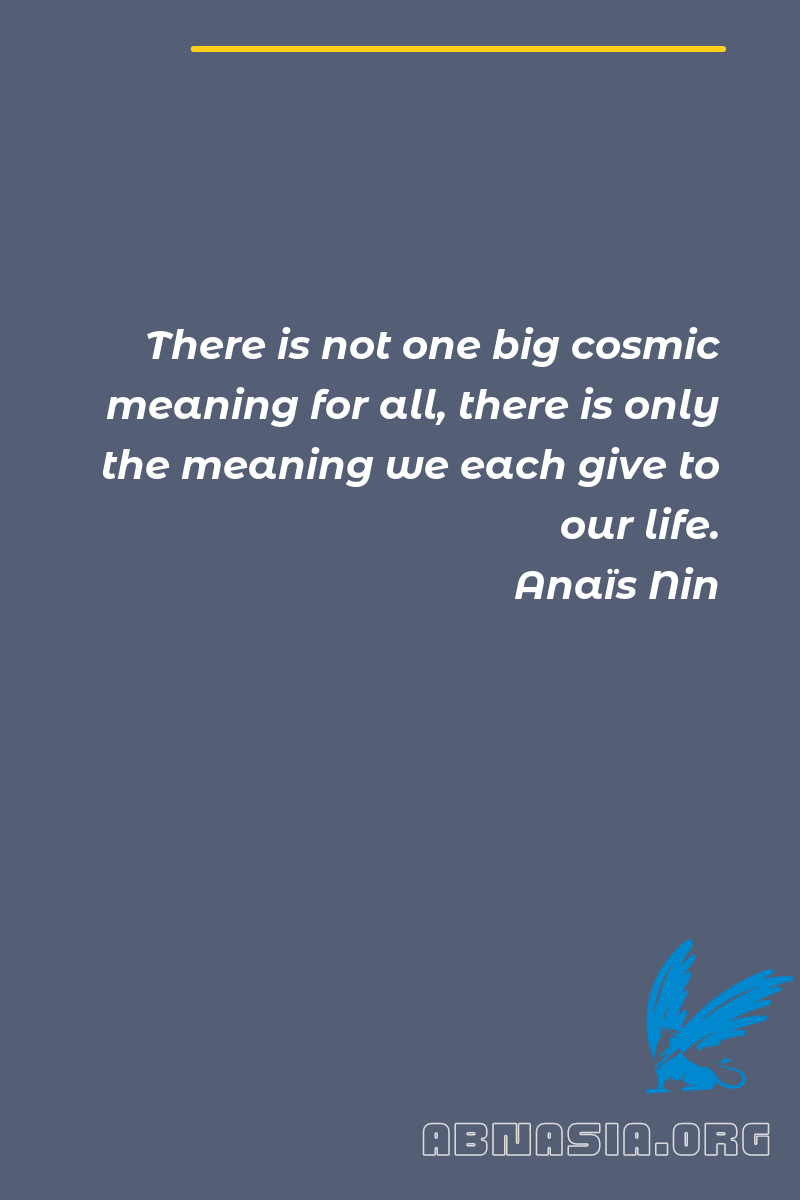 There is not one big cosmic
meaning for all, there is only
the meaning we each give to
our life.
Anaïs Nin
ABNASIA.ORG